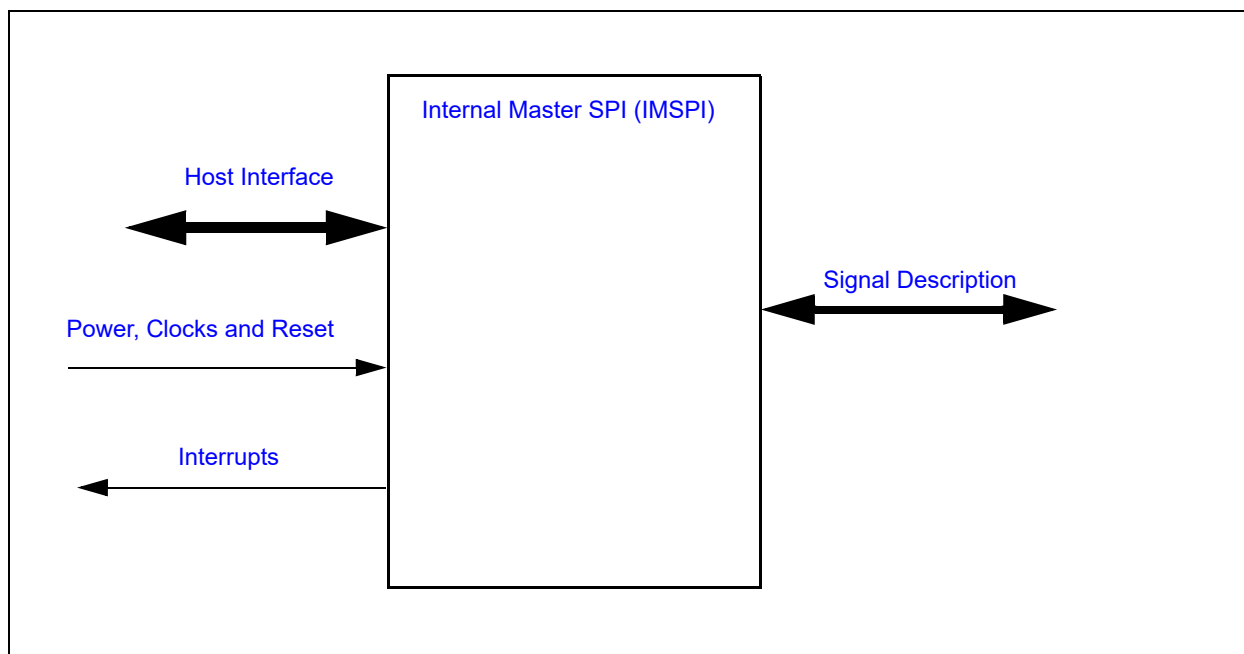 Internal Master SPI (IMSPI)
Host Interface
Signal Description
Power, Clocks and Reset
Interrupts